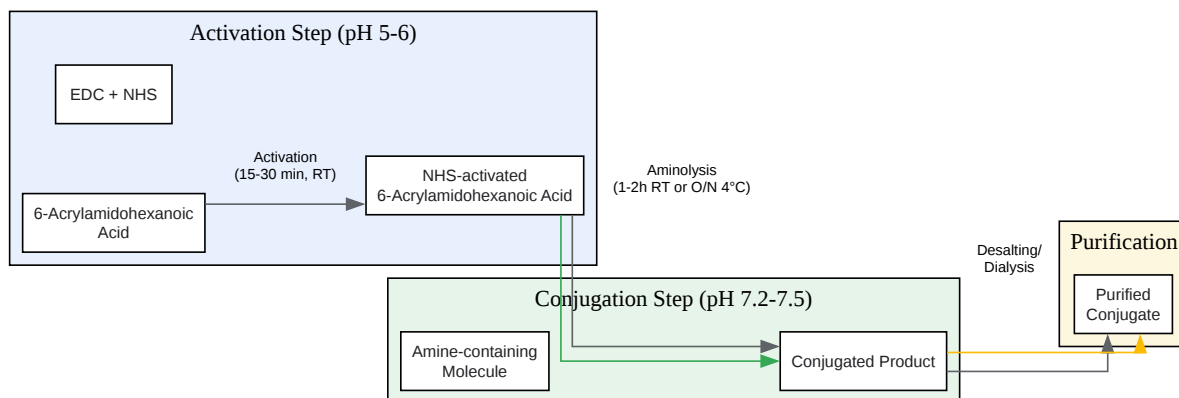 Activation Step (pH 5-6)
EDC + NHS
Activation
(15-30 min, RT)
6-Acrylamidohexanoic
Acid
NHS-activated
6-Acrylamidohexanoic Acid
Aminolysis
(1-2h RT or O/N 4°C)
Conjugation Step (pH 7.2-7.5)
Amine-containing
Molecule
Conjugated Product
Desalting/
Dialysis
Purification
Purified
Conjugate